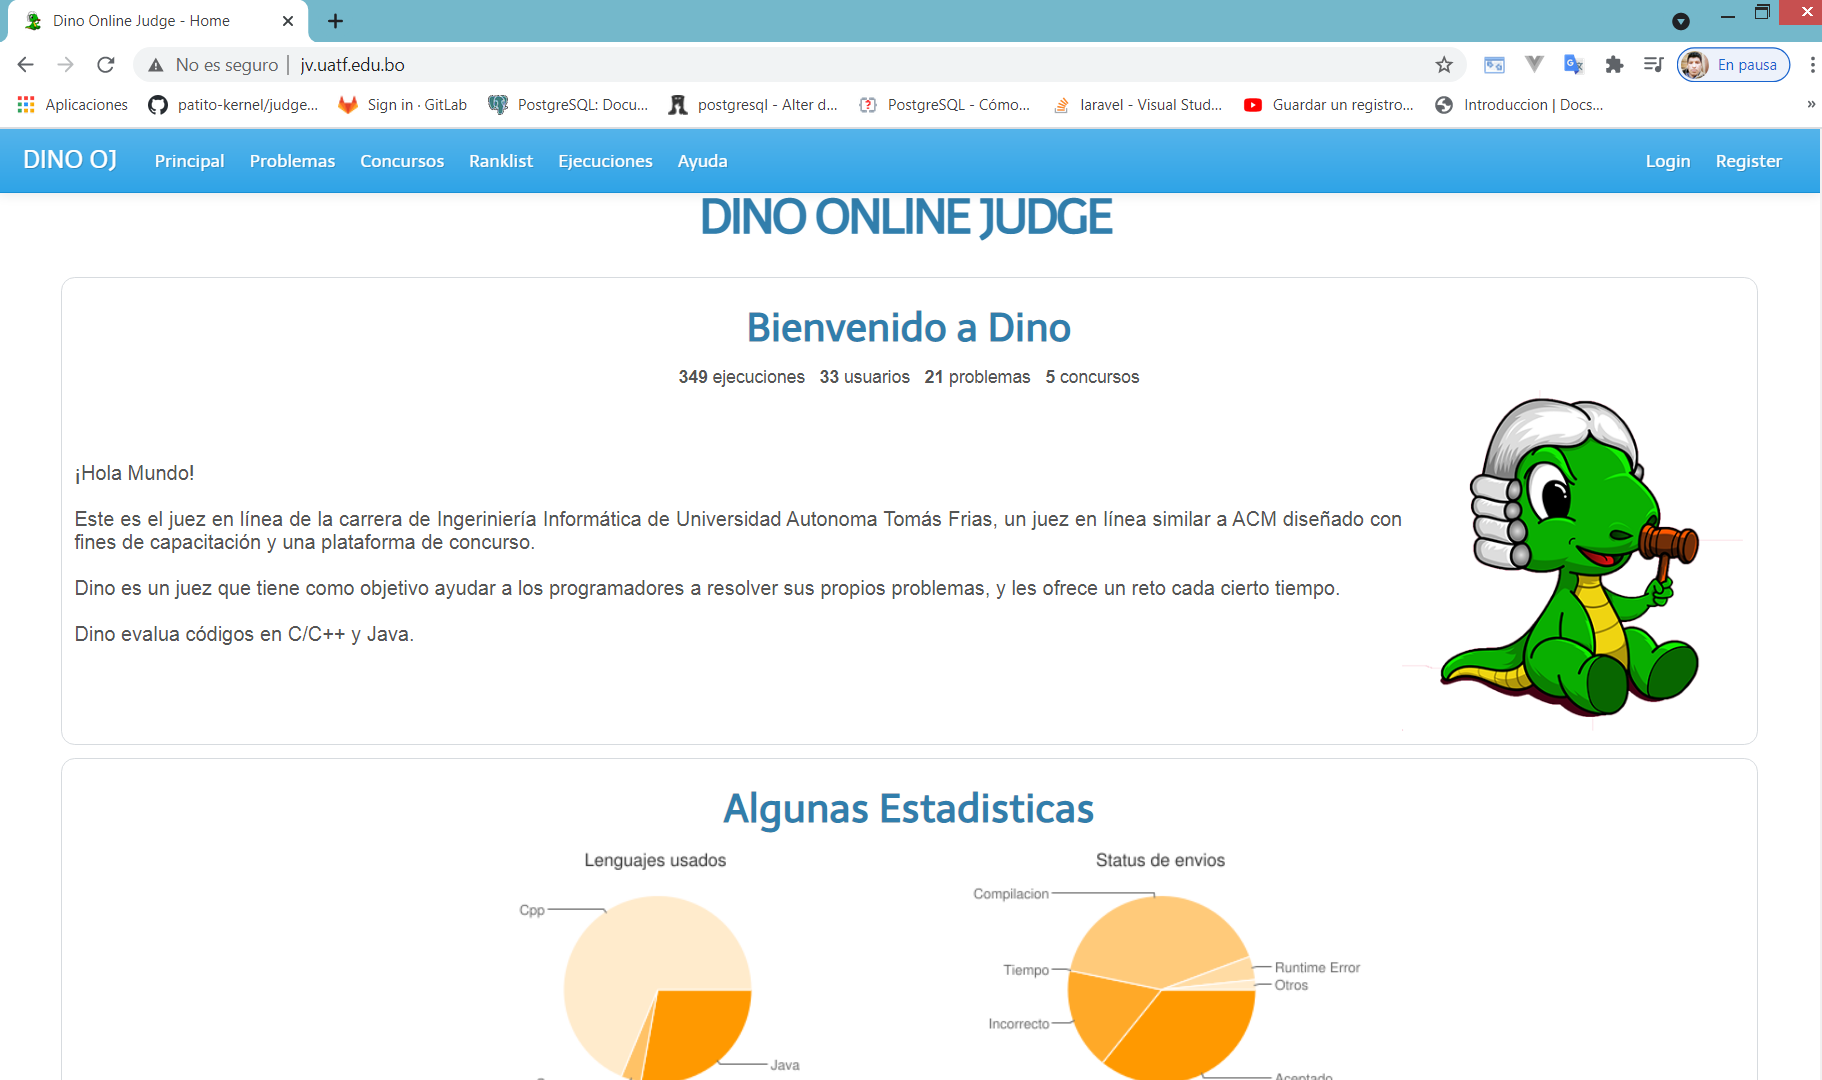 Dino Online Judge - Home
No es seguro | jv.uatf.edu.bo
En pausa
Aplicaciones patito-kernel/judge... Sign in · GitLab PostgreSQL: Docu... postgresql - Alter d... PostgreSQL - Cómo... laravel - Visual Stud... Guardar un registro... Introduccion | Docs... »
DINO OJ Principal Problemas Concursos Ranklist Ejecuciones Ayuda Login Register
DINO ONLINE JUDGE
Bienvenido a Dino
349 ejecuciones 33 usuarios 21 problemas 5 concursos
¡Hola Mundo!
Este es el juez en línea de la carrera de Ingeriniería Informática de Universidad Autonoma Tomás Frias, un juez en línea similar a ACM diseñado con
fines de capacitación y una plataforma de concurso.
Dino es un juez que tiene como objetivo ayudar a los programadores a resolver sus propios problemas, y les ofrece un reto cada cierto tiempo.
Dino evalua códigos en C/C++ y Java.
Algunas Estadisticas
Lenguajes usados
Cpp
Java
Status de envios
Compilacion
Tiempo
Incorrecto
Runtime Error
Otros
Aceptado